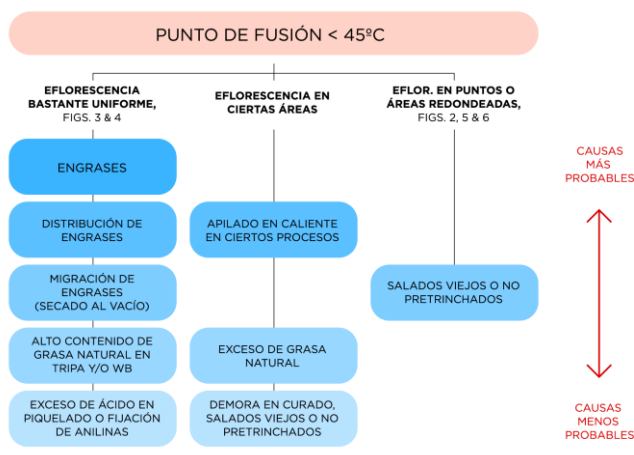 PUNTO DE FUSIÓN < 45ºC
EFLORESCENCIA
BASTANTE UNIFORME,
FIGS. 3 & 4
EFLORESCENCIA EN
CIERTAS ÁREAS
EFLOR. EN PUNTOS O
ÁREAS REDONDEADAS,
FIGS. 2, 5 & 6
CAUSAS
MÁS
PROBABLES
ENGRASES
DISTRIBUCIÓN DE
ENGRASES
APILADO EN CALIENTE
EN CIERTOS PROCESOS
MIGRACIÓN DE
ENGRASES
(SECADO AL VACÍO)
SALADOS VIEJOS O NO
PRETRINCHADOS
ALTO CONTENIDO DE
GRASA NATURAL EN
TRIPA Y/O WB
EXCESO DE GRASA
NATURAL
EXCESO DE ÁCIDO EN
PIQUELADO O FIJACIÓN
DE ANILINAS
DEMORA EN CURADO,
SALADOS VIEJOS O NO
PRETRINCHADOS
CAUSAS
MENOS
PROBABLES